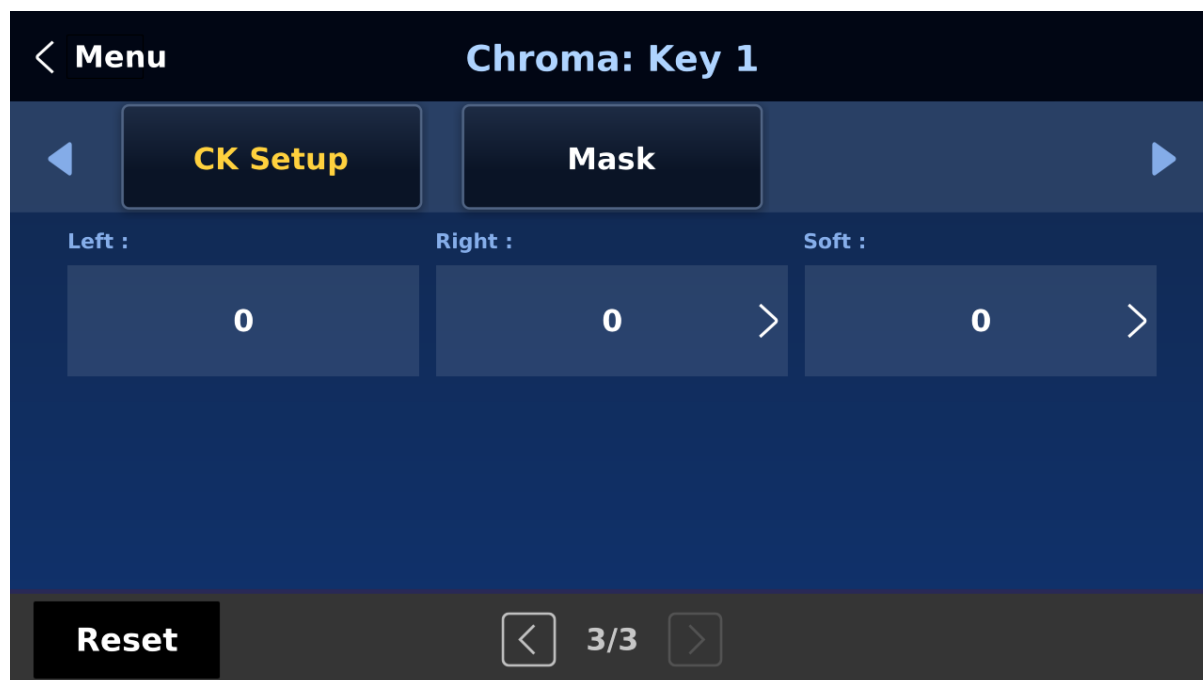 Menu
Chroma: Key 1
CK Setup
Mask
Left :
Right :
Soft :
0
0
0
Reset
3/3